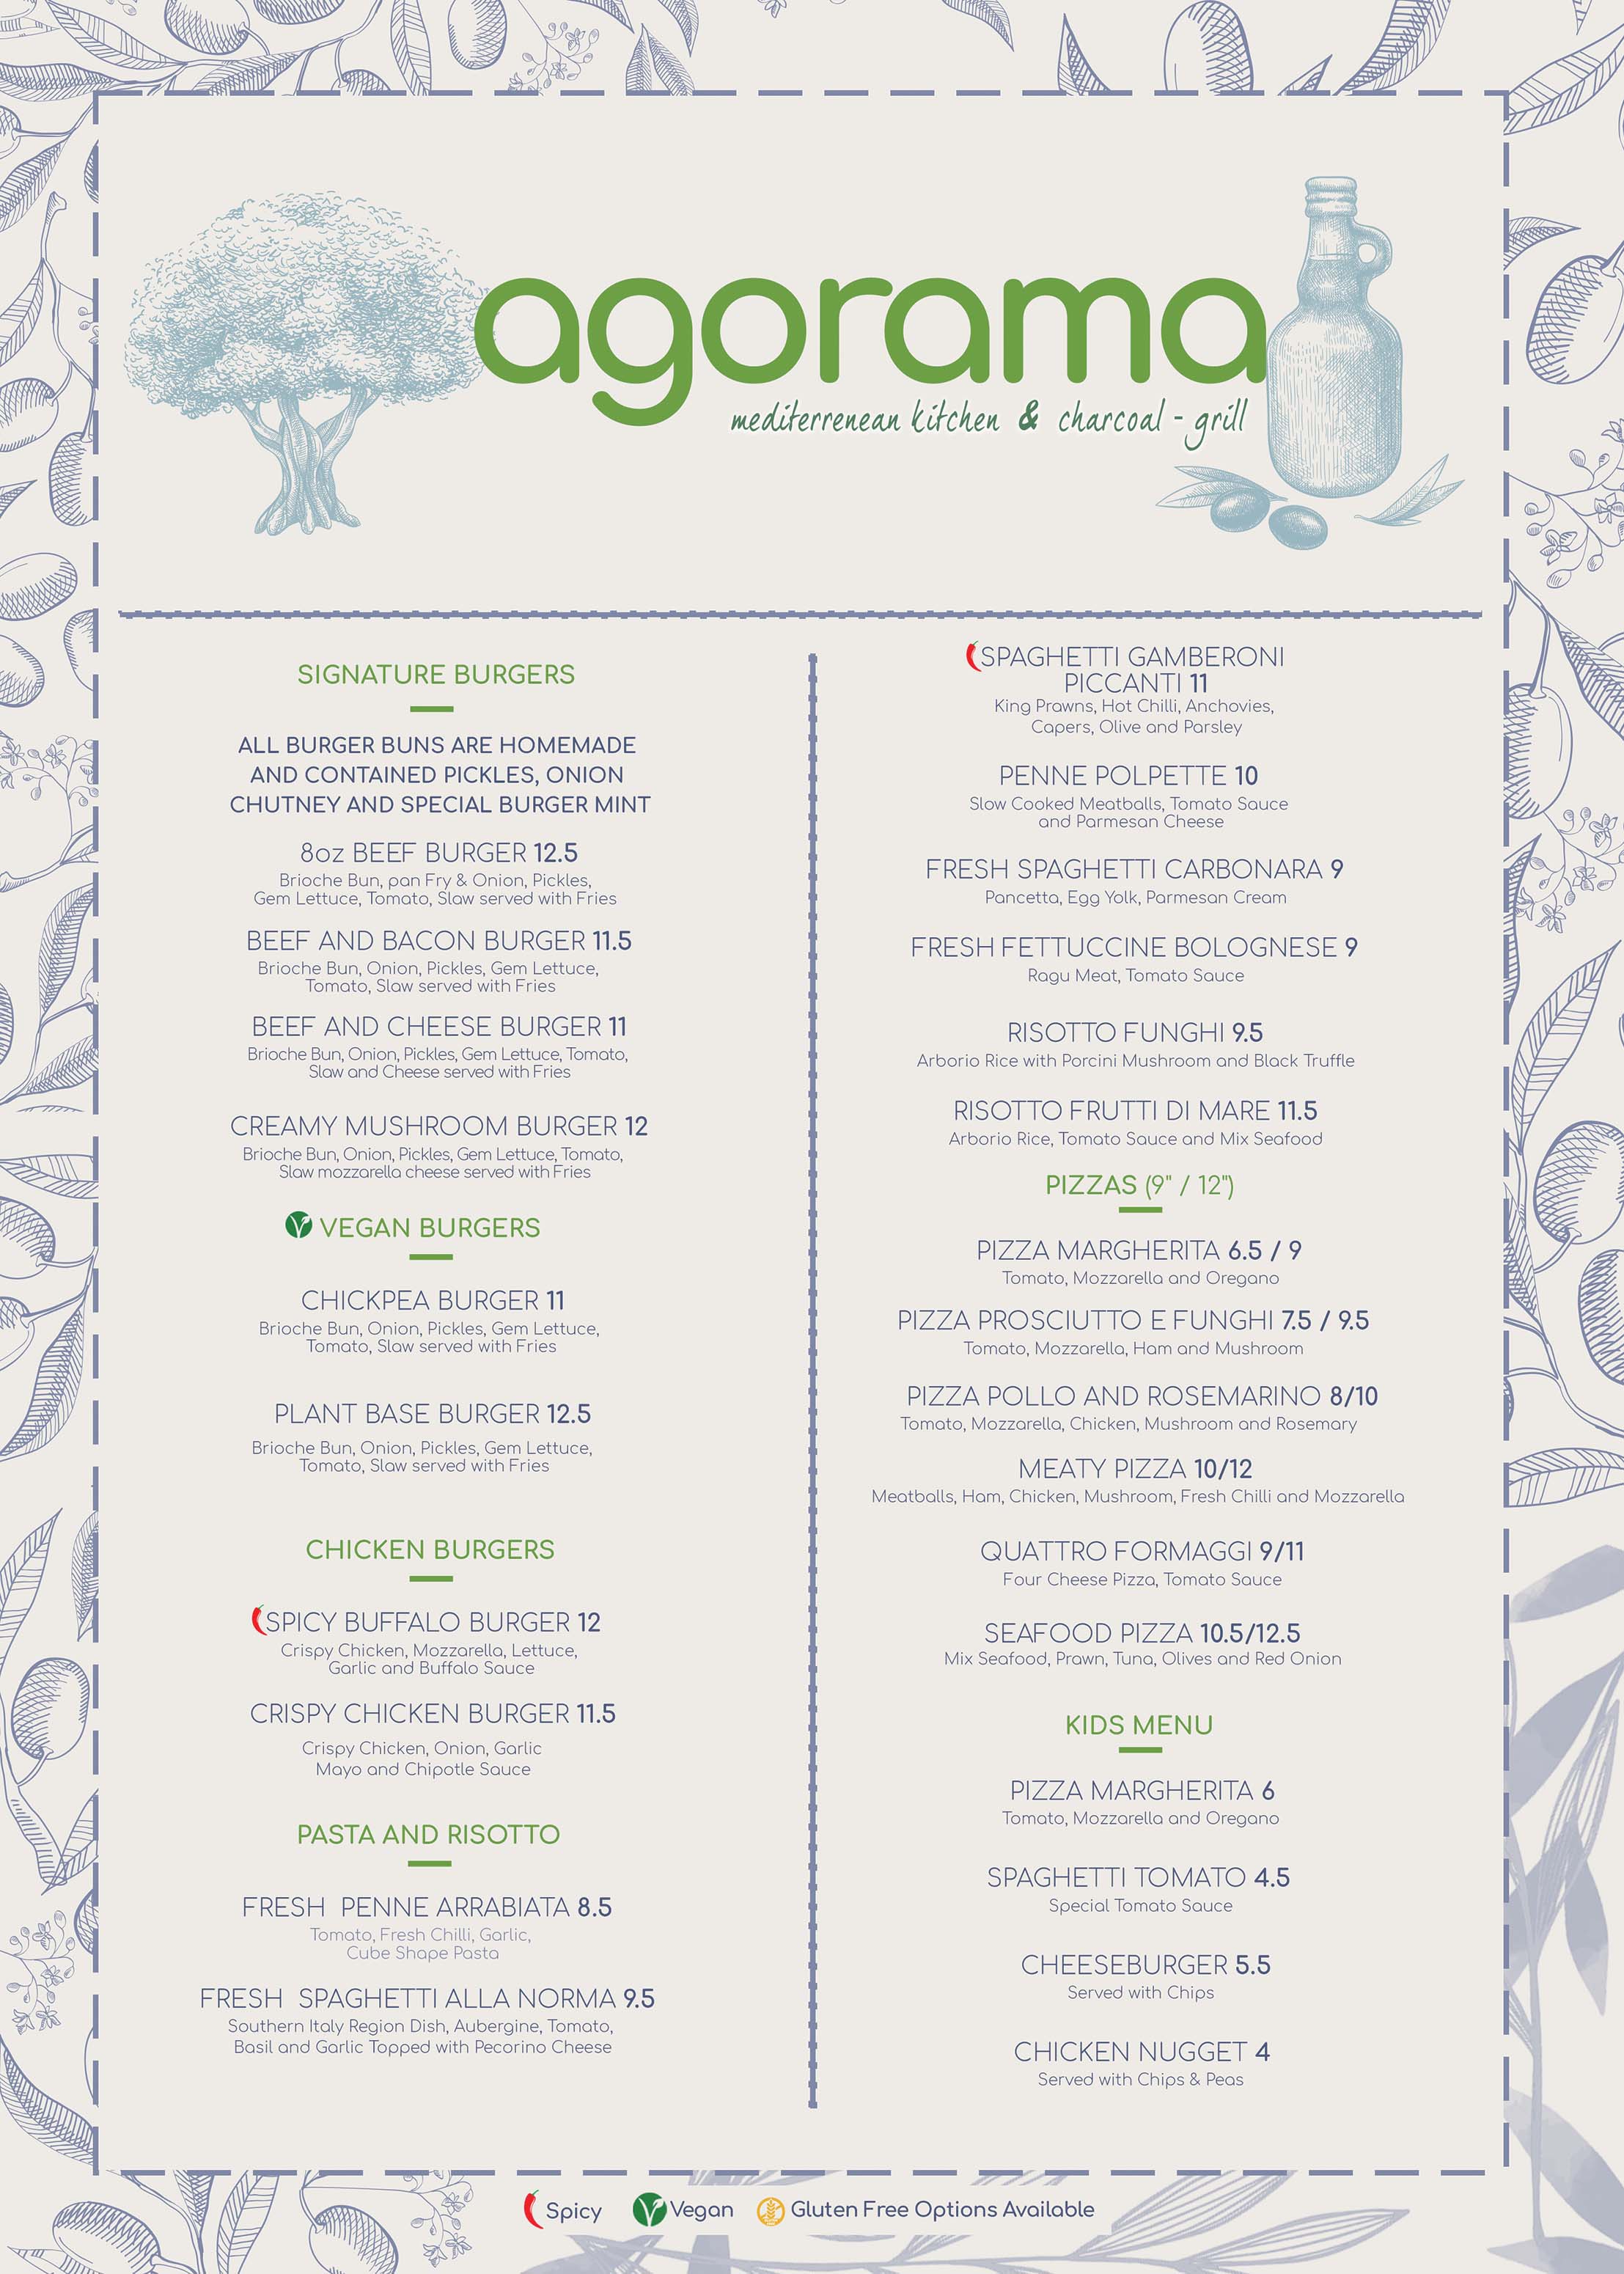 agorama
mediterrenean kitchen & charcoal - grill
SIGNATURE BURGERS
ALL BURGER BUNS ARE HOMEMADE
AND CONTAINED PICKLES, ONION
CHUTNEY AND SPECIAL BURGER MINT
8oz BEEF BURGER 12.5
Brioche Bun, pan Fry & Onion, Pickles,
Gem Lettuce, Tomato, Slaw served with Fries
BEEF AND BACON BURGER 11.5
Brioche Bun, Onion, Pickles, Gem Lettuce,
Tomato, Slaw served with Fries
BEEF AND CHEESE BURGER 11
Brioche Bun, Onion, Pickles, Gem Lettuce, Tomato,
Slaw and Cheese served with Fries
CREAMY MUSHROOM BURGER 12
Brioche Bun, Onion, Pickles, Gem Lettuce, Tomato,
Slaw mozzarella cheese served with Fries
VEGAN BURGERS
CHICKPEA BURGER 11
Brioche Bun, Onion, Pickles, Gem Lettuce,
Tomato, Slaw served with Fries
PLANT BASE BURGER 12.5
Brioche Bun, Onion, Pickles, Gem Lettuce,
Tomato, Slaw served with Fries
CHICKEN BURGERS
SPICY BUFFALO BURGER 12
Crispy Chicken, Mozzarella, Lettuce,
Garlic and Buffalo Sauce
CRISPY CHICKEN BURGER 11.5
Crispy Chicken, Onion, Garlic
Mayo and Chipotle Sauce
PASTA AND RISOTTO
FRESH PENNE ARRABIATA 8.5
Tomato, Fresh Chilli, Garlic,
Cube Shape Pasta
FRESH SPAGHETTI ALLA NORMA 9.5
Southern Italy Region Dish, Aubergine, Tomato,
Basil and Garlic Topped with Pecorino Cheese
SPAGHETTI GAMBERONI
PICCANTI 11
King Prawns, Hot Chilli, Anchovies,
Capers, Olive and Parsley
PENNE POLPETTE 10
Slow Cooked Meatballs, Tomato Sauce
and Parmesan Cheese
FRESH SPAGHETTI CARBONARA 9
Pancetta, Egg Yolk, Parmesan Cream
FRESH FETTUCCINE BOLOGNESE 9
Ragu Meat, Tomato Sauce
RISOTTO FUNGHI 9.5
Arborio Rice with Porcini Mushroom and Black Truffle
RISOTTO FRUTTI DI MARE 11.5
Arborio Rice, Tomato Sauce and Mix Seafood
PIZZAS (9" / 12")
PIZZA MARGHERITA 6.5 / 9
Tomato, Mozzarella and Oregano
PIZZA PROSCIUTTO E FUNGHI 7.5 / 9.5
Tomato, Mozzarella, Ham and Mushroom
PIZZA POLLO AND ROSEMARINO 8/10
Tomato, Mozzarella, Chicken, Mushroom and Rosemary
MEATY PIZZA 10/12
Meatballs, Ham, Chicken, Mushroom, Fresh Chilli and Mozzarella
QUATTRO FORMAGGI 9/11
Four Cheese Pizza, Tomato Sauce
SEAFOOD PIZZA 10.5/12.5
Mix Seafood, Prawn, Tuna, Olives and Red Onion
KIDS MENU
PIZZA MARGHERITA 6
Tomato, Mozzarella and Oregano
SPAGHETTI TOMATO 4.5
Special Tomato Sauce
CHEESEBURGER 5.5
Served with Chips
CHICKEN NUGGET 4
Served with Chips & Peas
Spicy Vegan Gluten Free Options Available